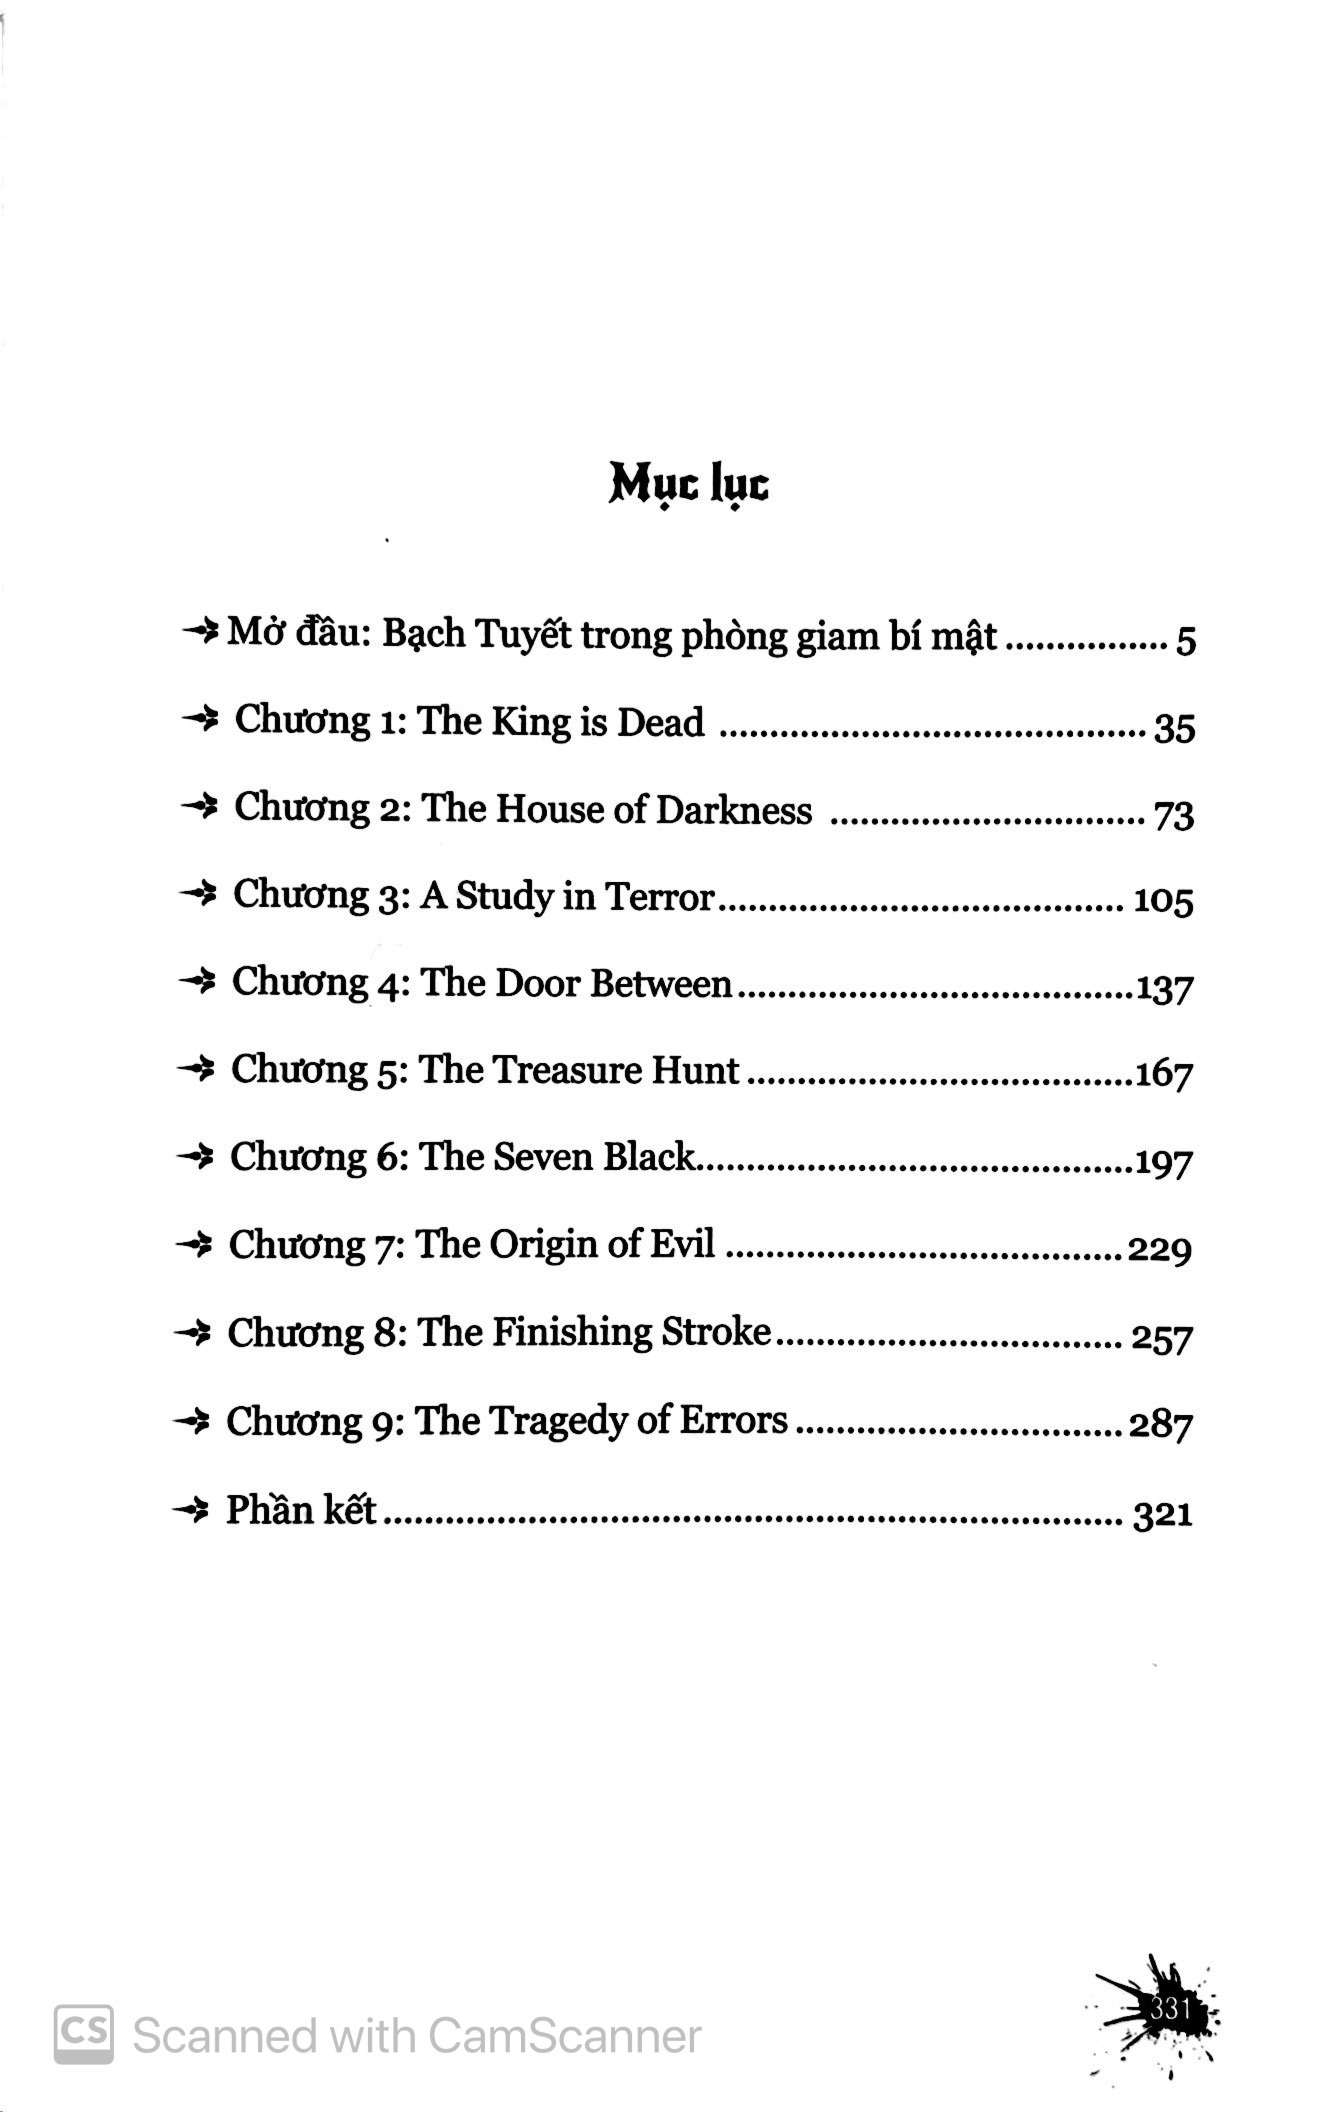 Mục lục
Mở đầu: Bạch Tuyết trong phòng giam bí mật ................ 5
Chương 1: The King is Dead .......................................... 35
Chương 2: The House of Darkness ............................... 73
Chương 3: A Study in Terror........................................ 105
Chương 4: The Door Between.......................................137
Chương 5: The Treasure Hunt ......................................167
Chương 6: The Seven Black...........................................197
Chương 7: The Origin of Evil .......................................229
Chương 8: The Finishing Stroke.................................. 257
Chương 9: The Tragedy of Errors ................................287
Phần kết......................................................................... 321
331
CS Scanned with CamScanner